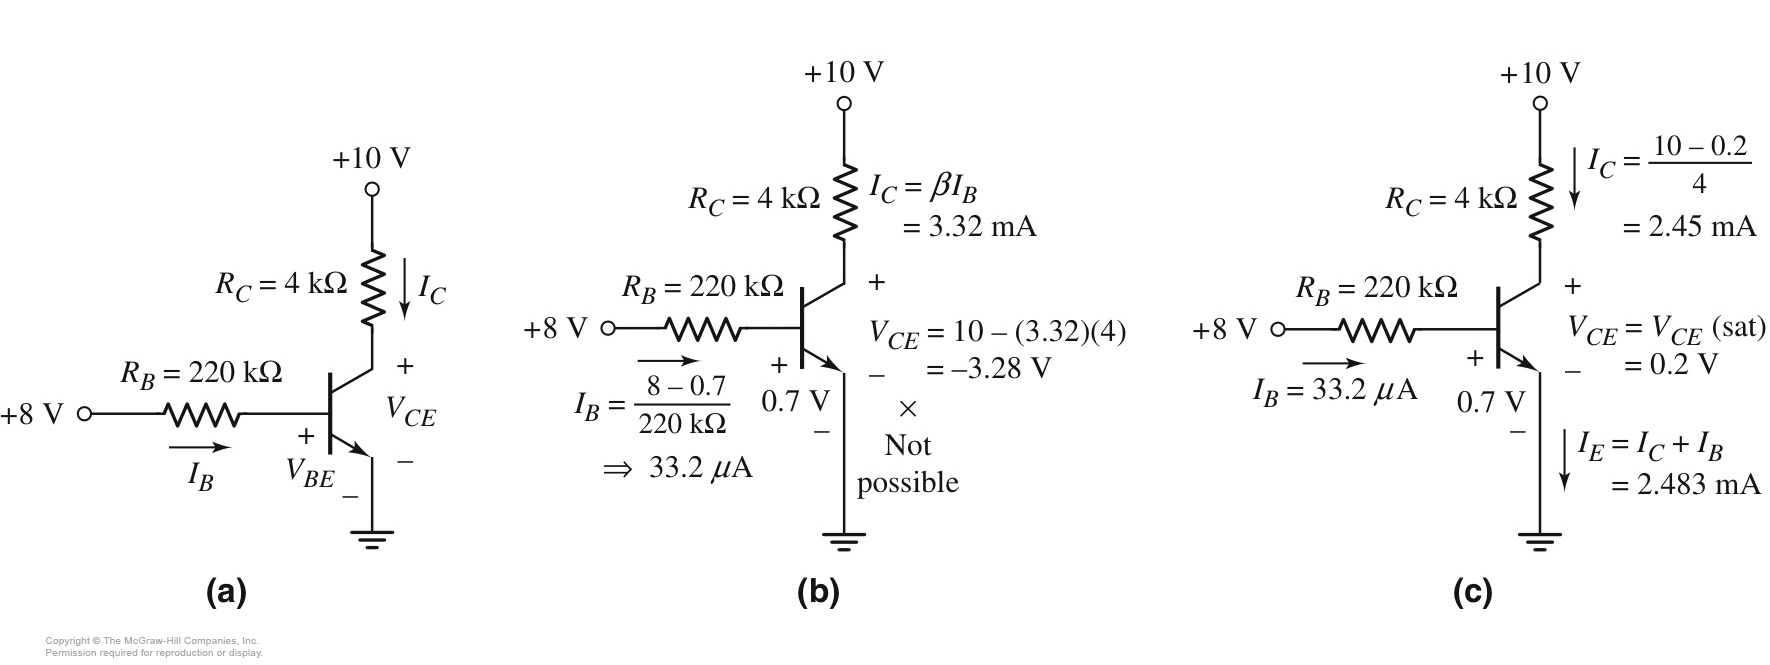 +10 V
R_C = 4 kΩ
I_C
+
R_B = 220 kΩ
+8 V
V_CE
+
I_B
V_BE
–
–
(a)
+10 V
R_C = 4 kΩ
I_C = βI_B
= 3.32 mA
R_B = 220 kΩ
+
+8 V
V_CE = 10 – (3.32)(4)
= –3.28 V
+
–
I_B = 8 – 0.7 / 220 kΩ
0.7 V
–
⇒ 33.2 μA
×
Not
possible
(b)
+10 V
R_C = 4 kΩ
I_C = 10 – 0.2 / 4
= 2.45 mA
R_B = 220 kΩ
+
+8 V
V_CE = V_CE (sat)
= 0.2 V
+
–
I_B = 33.2 μA
0.7 V
–
I_E = I_C + I_B
= 2.483 mA
(c)
Copyright © The McGraw-Hill Companies, Inc.
Permission required for reproduction or display.